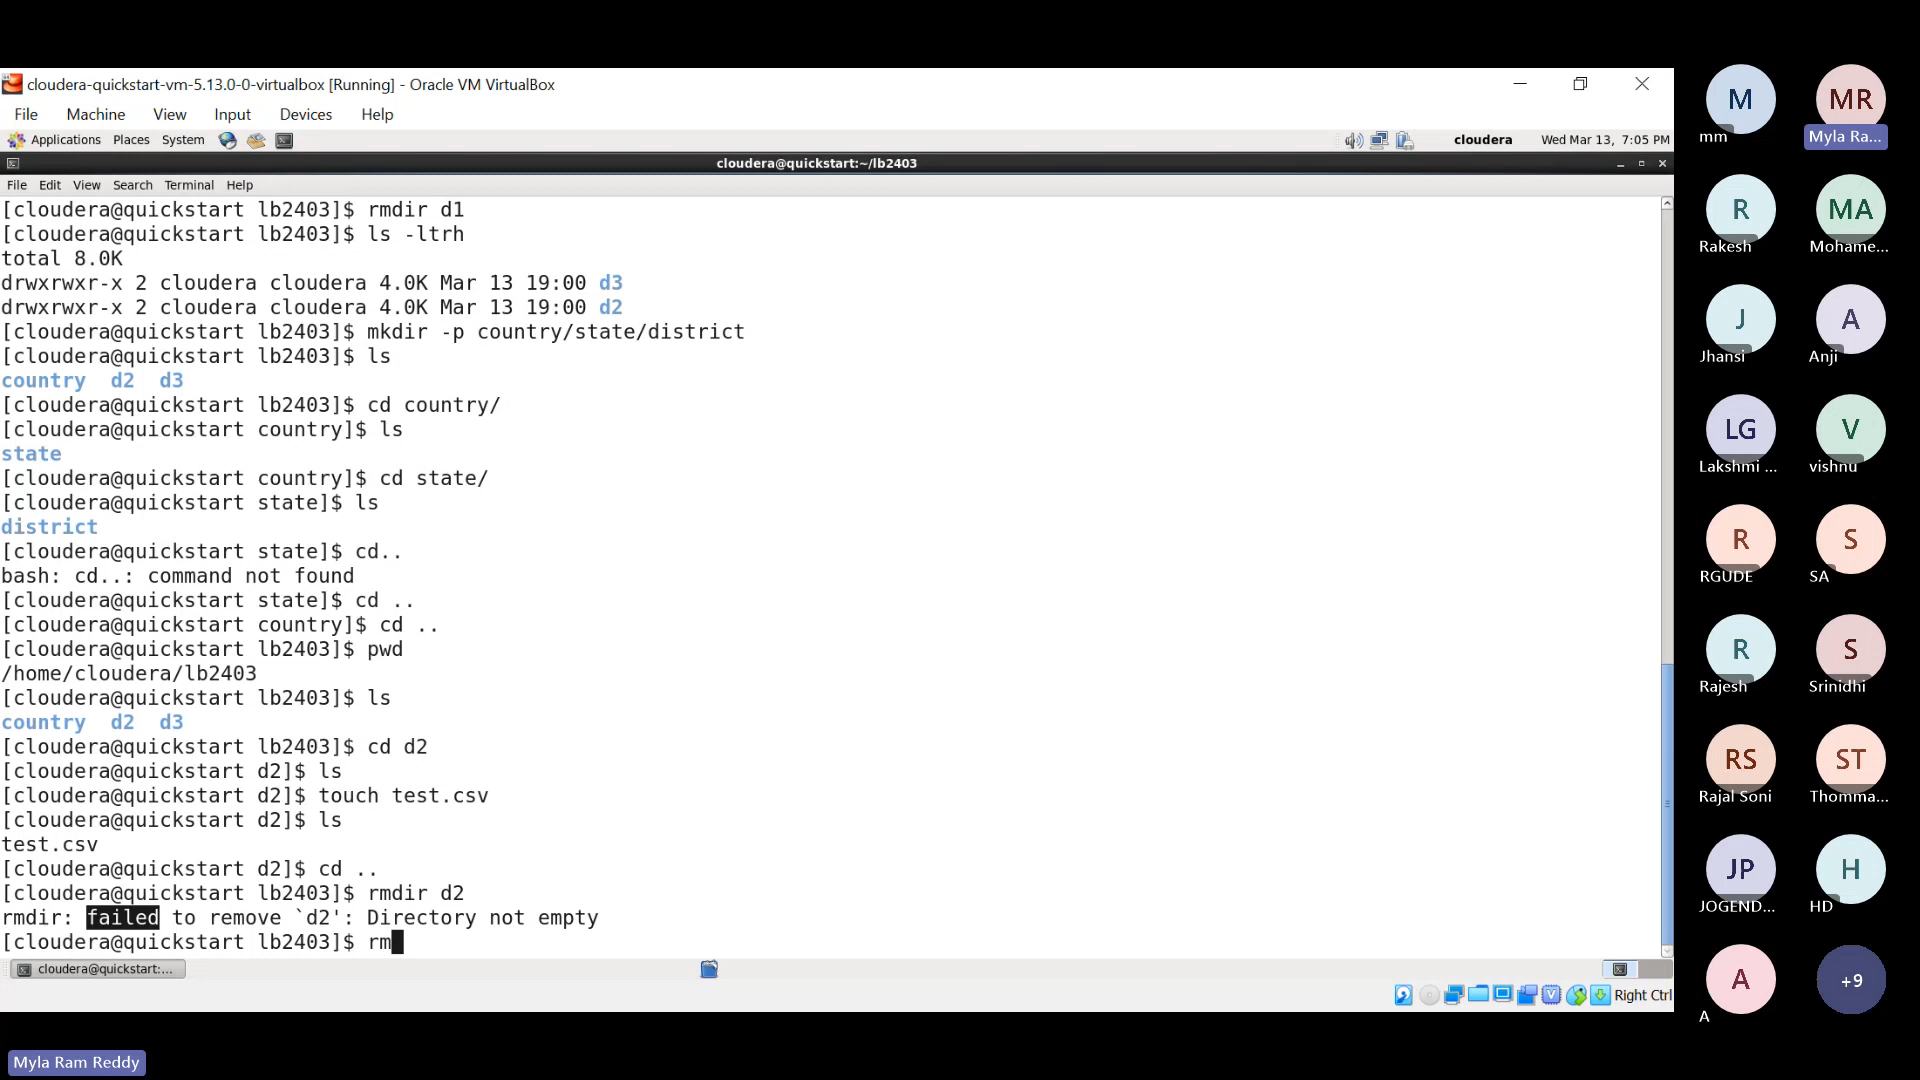 cloudera-quickstart-vm-5.13.0-0-virtualbox [Running] - Oracle VM VirtualBox
File Machine View Input Devices Help
Applications Places System cloudera Wed Mar 13, 7:05 PM
cloudera@quickstart:~/lb2403
File Edit View Search Terminal Help
[cloudera@quickstart lb2403]$ rmdir d1
[cloudera@quickstart lb2403]$ ls -ltrh
total 8.0K
drwxrwxr-x 2 cloudera cloudera 4.0K Mar 13 19:00 d3
drwxrwxr-x 2 cloudera cloudera 4.0K Mar 13 19:00 d2
[cloudera@quickstart lb2403]$ mkdir -p country/state/district
[cloudera@quickstart lb2403]$ ls
country d2 d3
[cloudera@quickstart lb2403]$ cd country/
[cloudera@quickstart country]$ ls
state
[cloudera@quickstart country]$ cd state/
[cloudera@quickstart state]$ ls
district
[cloudera@quickstart state]$ cd..
bash: cd..: command not found
[cloudera@quickstart state]$ cd ..
[cloudera@quickstart country]$ cd ..
[cloudera@quickstart lb2403]$ pwd
/home/cloudera/lb2403
[cloudera@quickstart lb2403]$ ls
country d2 d3
[cloudera@quickstart lb2403]$ cd d2
[cloudera@quickstart d2]$ ls
[cloudera@quickstart d2]$ touch test.csv
[cloudera@quickstart d2]$ ls
test.csv
[cloudera@quickstart d2]$ cd ..
[cloudera@quickstart lb2403]$ rmdir d2
rmdir: failed to remove `d2': Directory not empty
[cloudera@quickstart lb2403]$ rm
cloudera@quickstart:...
Right Ctrl
Myla Ram Reddy
M MR
mm Myla Ra...
R MA
Rakesh Mohame...
J A
Jhansi Anji
LG V
Lakshmi ... vishnu
R S
RGUDE SA
R S
Rajesh Srinidhi
RS ST
Rajal Soni Thomma...
JP H
JOGEND... HD
A +9
A